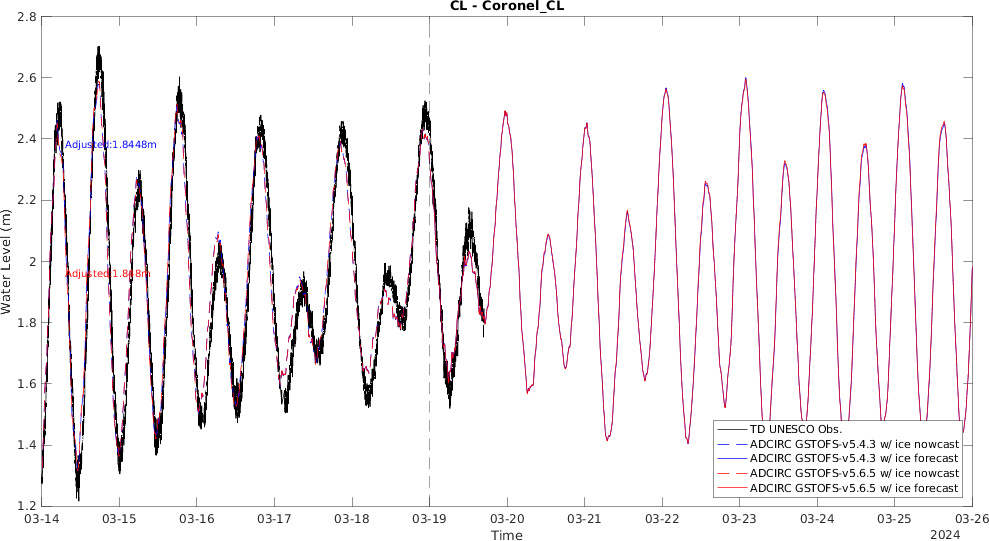 CL - Coronel_CL
2.8
2.6
2.4
2.2
2
1.8
1.6
1.4
1.2
Water Level (m)
Adjusted:1.8448m
Adjusted:1.868m
TD UNESCO Obs.
ADCIRC GSTOFS-v5.4.3 w/ ice nowcast
ADCIRC GSTOFS-v5.4.3 w/ ice forecast
ADCIRC GSTOFS-v5.6.5 w/ ice nowcast
ADCIRC GSTOFS-v5.6.5 w/ ice forecast
03-14 03-15 03-16 03-17 03-18 03-19 03-20 03-21 03-22 03-23 03-24 03-25 03-26
Time
2024